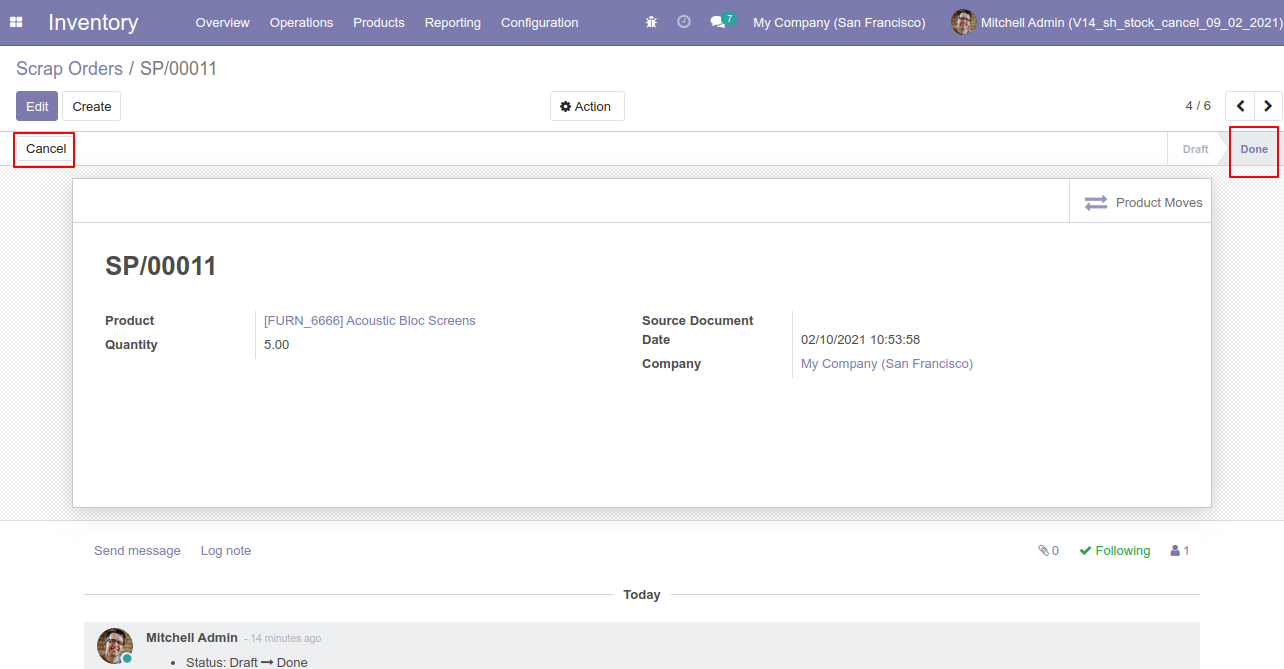 Inventory Overview Operations Products Reporting Configuration 7 My Company (San Francisco) Mitchell Admin (V14_sh_stock_cancel_09_02_2021)
Scrap Orders / SP/00011
Edit Create Action 4 / 6
Cancel Draft Done
Product Moves
SP/00011
Product [FURN_6666] Acoustic Bloc Screens
Quantity 5.00
Source Document
Date 02/10/2021 10:53:58
Company My Company (San Francisco)
Send message Log note 0 Following 1
Today
Mitchell Admin - 14 minutes ago
• Status: Draft → Done